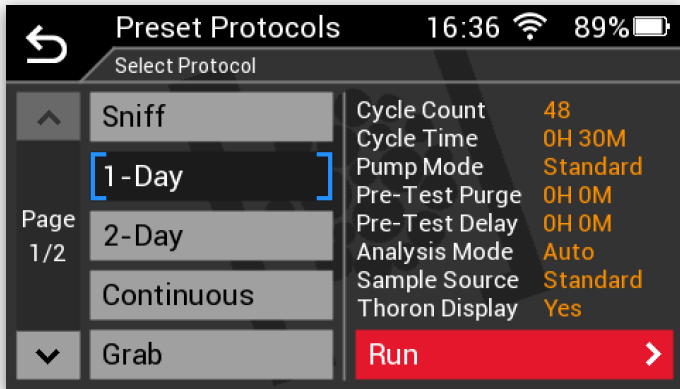 Preset Protocols 16:36 89%
Select Protocol
Sniff
1-Day
2-Day
Continuous
Grab
Page
1/2
Cycle Count 48
Cycle Time 0H 30M
Pump Mode Standard
Pre-Test Purge 0H 0M
Pre-Test Delay 0H 0M
Analysis Mode Auto
Sample Source Standard
Thoron Display Yes
Run